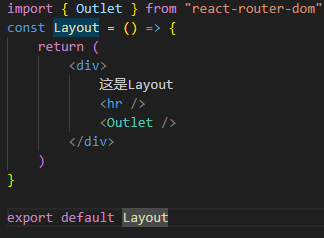 import { Outlet } from "react-router-dom"
const Layout = () => {
    return (
        <div>
            这是Layout
            <hr />
            <Outlet />
        </div>
    )
}
export default Layout